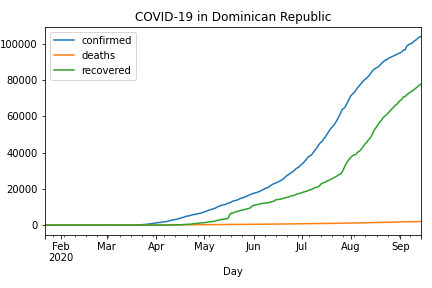 COVID-19 in Dominican Republic
confirmed
deaths
recovered
100000
80000
60000
40000
20000
0
Feb Mar Apr May Jun Jul Aug Sep
2020
Day